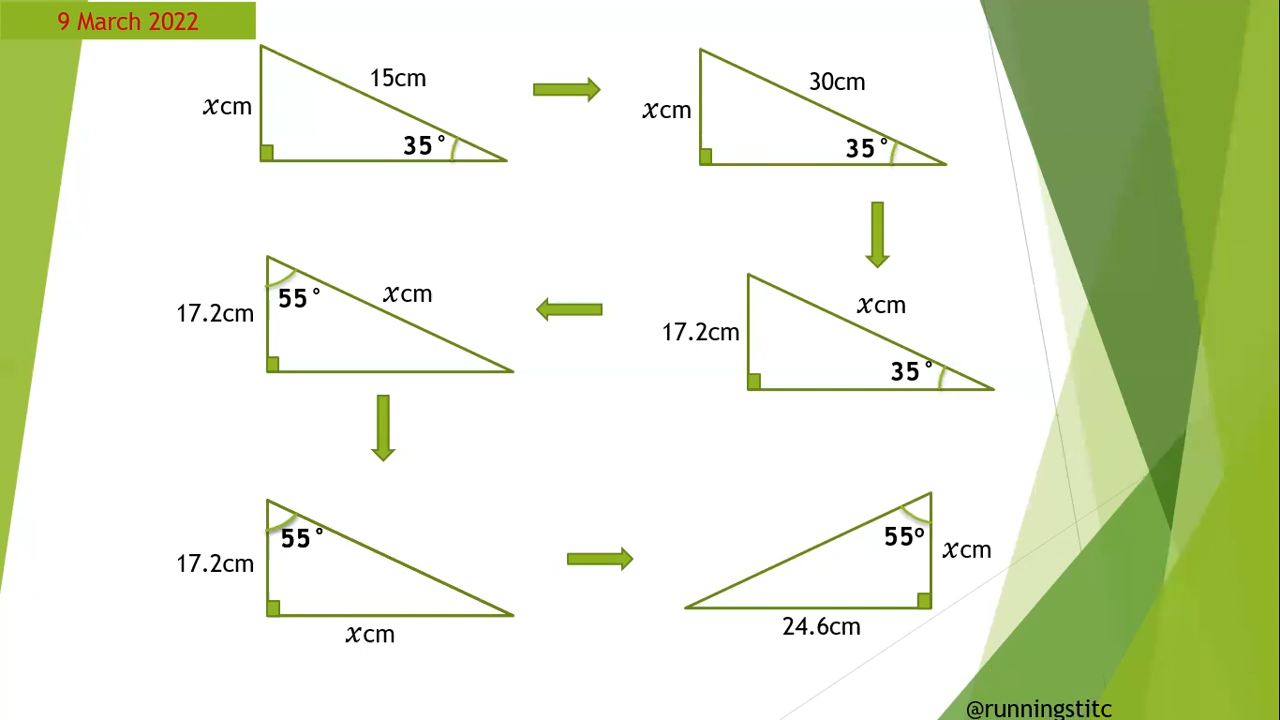 9 March 2022
15cm
𝑥cm
35°
30cm
𝑥cm
35°
𝑥cm
17.2cm
35°
55°
𝑥cm
17.2cm
55°
17.2cm
𝑥cm
55º
𝑥cm
24.6cm
@runningstitc